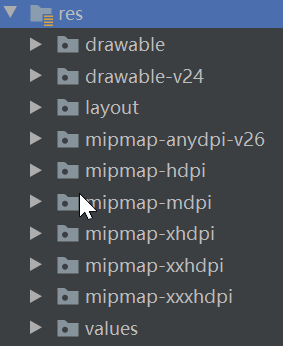 res
drawable
drawable-v24
layout
mipmap-anydpi-v26
mipmap-hdpi
mipmap-mdpi
mipmap-xhdpi
mipmap-xxhdpi
mipmap-xxxhdpi
values